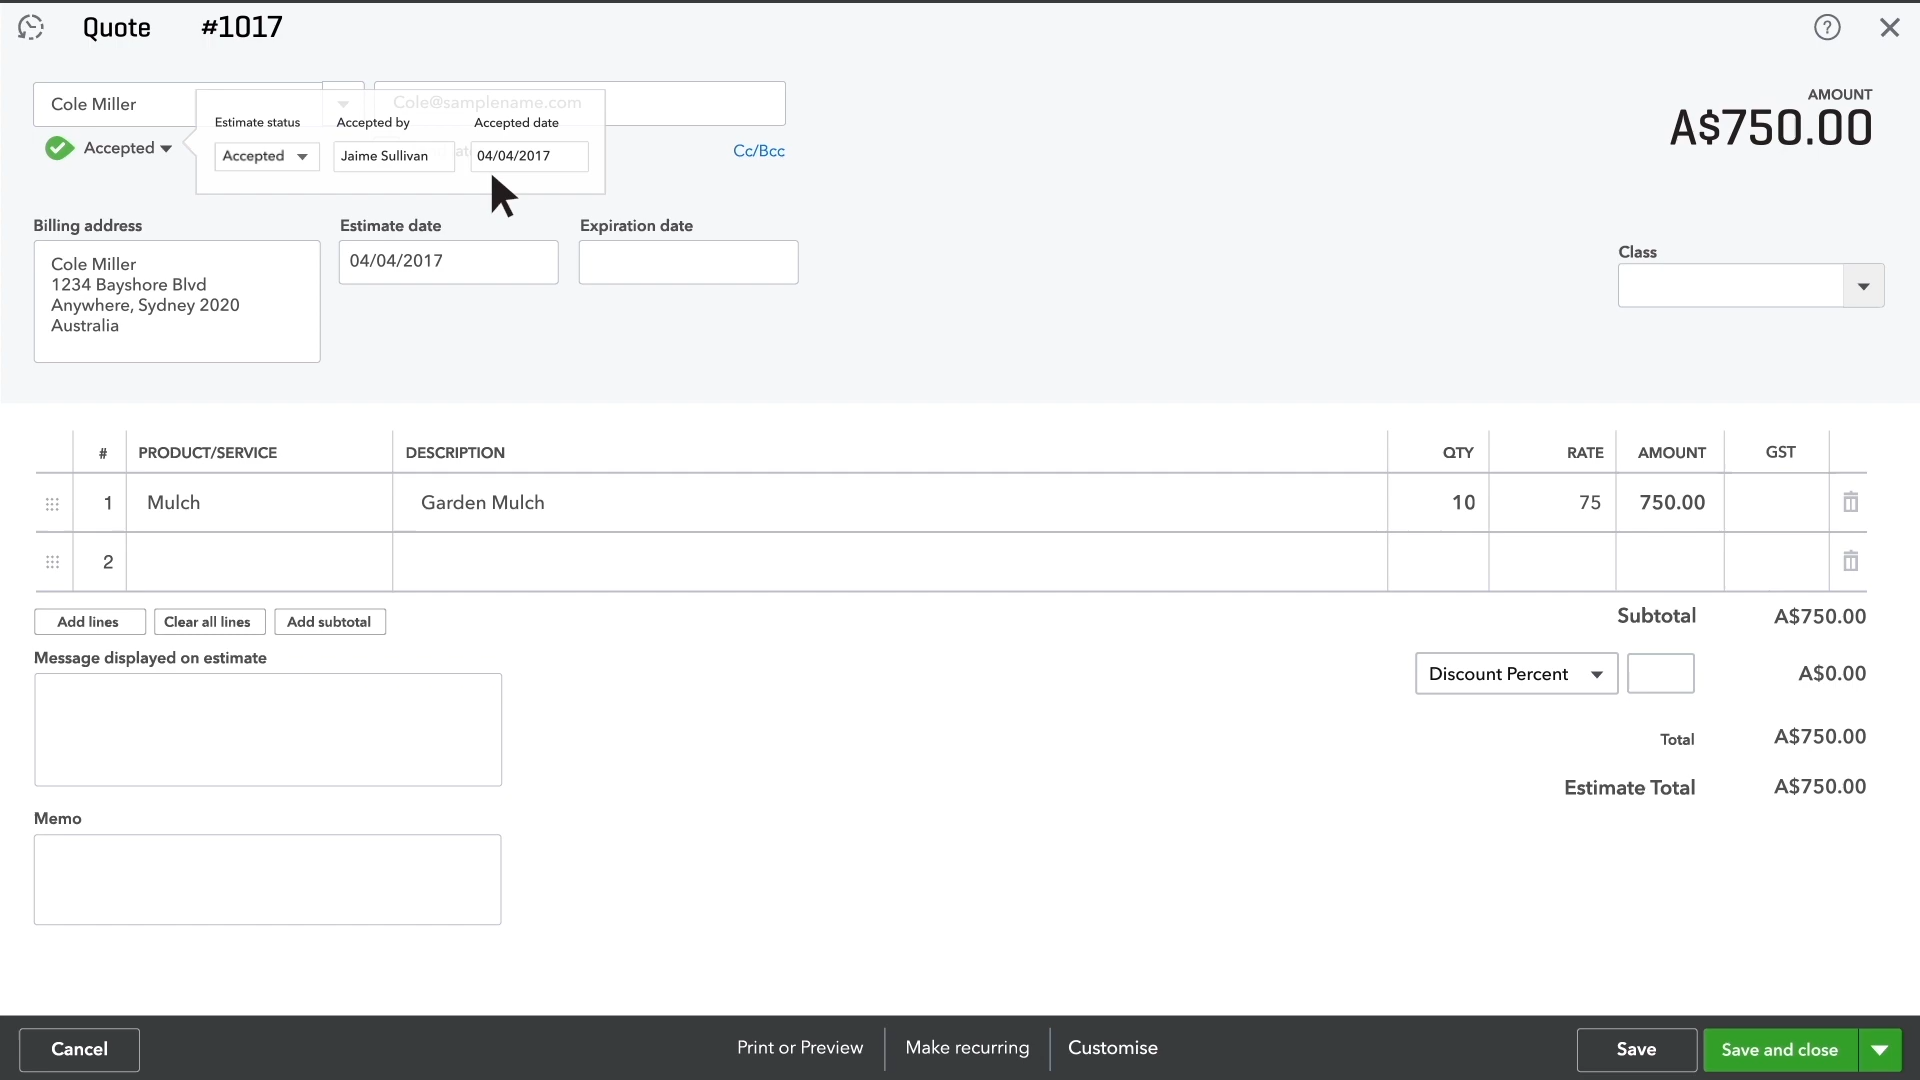 Quote #1017
?
AMOUNT
A$750.00
Cole Miller
Cole@samplename.com
Estimate status Accepted by Accepted date
Accepted
Accepted Jaime Sullivan 04/04/2017
Cc/Bcc
Billing address Estimate date Expiration date
Cole Miller
1234 Bayshore Blvd
Anywhere, Sydney 2020
Australia
04/04/2017
Class
# PRODUCT/SERVICE DESCRIPTION QTY RATE AMOUNT GST
1 Mulch Garden Mulch 10 75 750.00
2
Add lines Clear all lines Add subtotal
Subtotal A$750.00
Message displayed on estimate
Discount Percent A$0.00
Total A$750.00
Estimate Total A$750.00
Memo
Cancel Print or Preview Make recurring Customise Save Save and close